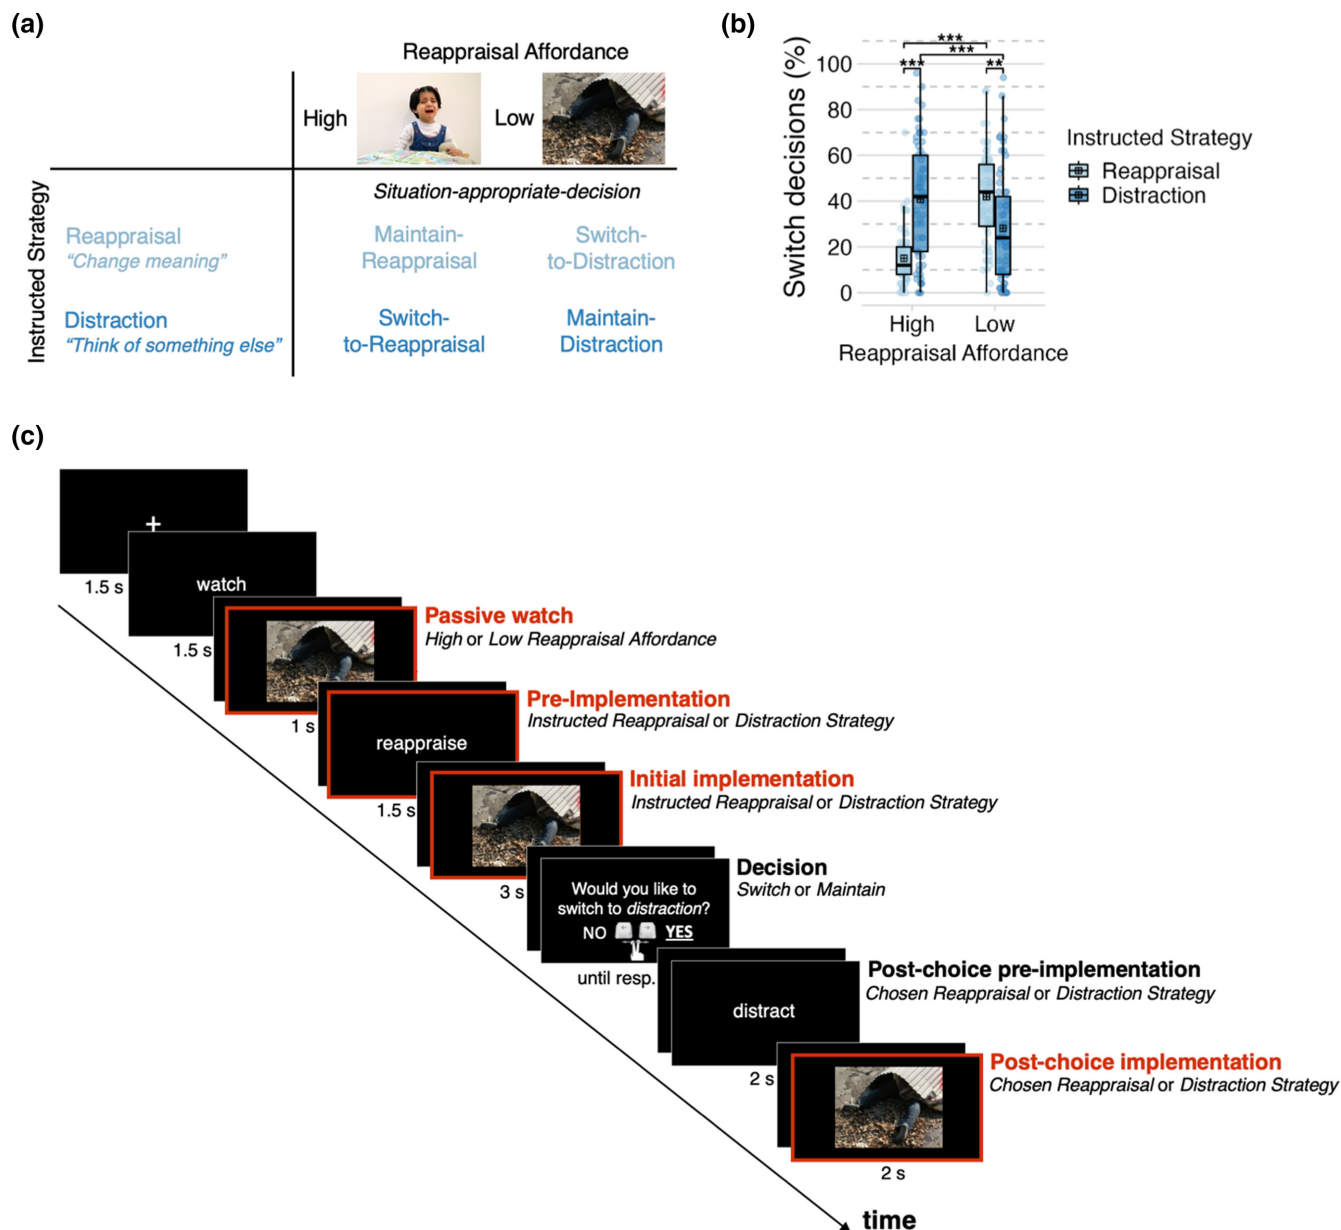 (a)
Reappraisal Affordance
High
Low
Situation-appropriate-decision
Instructed Strategy
Reappraisal
"Change meaning"
Maintain-
Reappraisal
Switch-
to-Distraction
Distraction
"Think of something else"
Switch-
to-Reappraisal
Maintain-
Distraction
(b)
Switch decisions (%)
100
80
60
40
20
0
***
***
***
**
High
Low
Reappraisal Affordance
Instructed Strategy
Reappraisal
Distraction
(c)
+
1.5 s
watch
1.5 s
Passive watch
High or Low Reappraisal Affordance
1 s
reappraise
Pre-Implementation
Instructed Reappraisal or Distraction Strategy
1.5 s
Initial implementation
Instructed Reappraisal or Distraction Strategy
3 s
Would you like to
switch to distraction?
NO YES
Decision
Switch or Maintain
until resp.
distract
Post-choice pre-implementation
Chosen Reappraisal or Distraction Strategy
2 s
Post-choice implementation
Chosen Reappraisal or Distraction Strategy
2 s
time